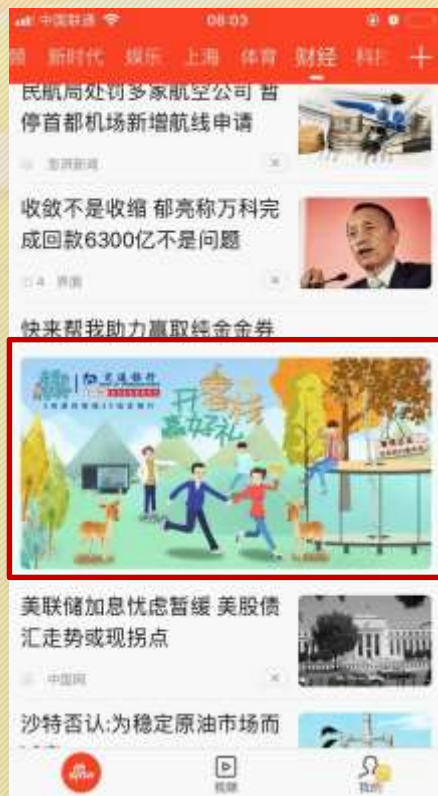 中国联通 08:03
新时代 娱乐 上海 体育 财经 科技
民航局处罚多家航空公司 暂
停首都机场新增航线申请
澎湃新闻
收敛不是收缩 郁亮称万科完
成回款6300亿不是问题
4 界面
快来帮我助力赢取纯金金券
交通银行
开客栈
赢好礼
美联储加息忧虑暂缓 美股债
汇走势或现拐点
中国网
沙特否认:为稳定原油市场而
视频
我的